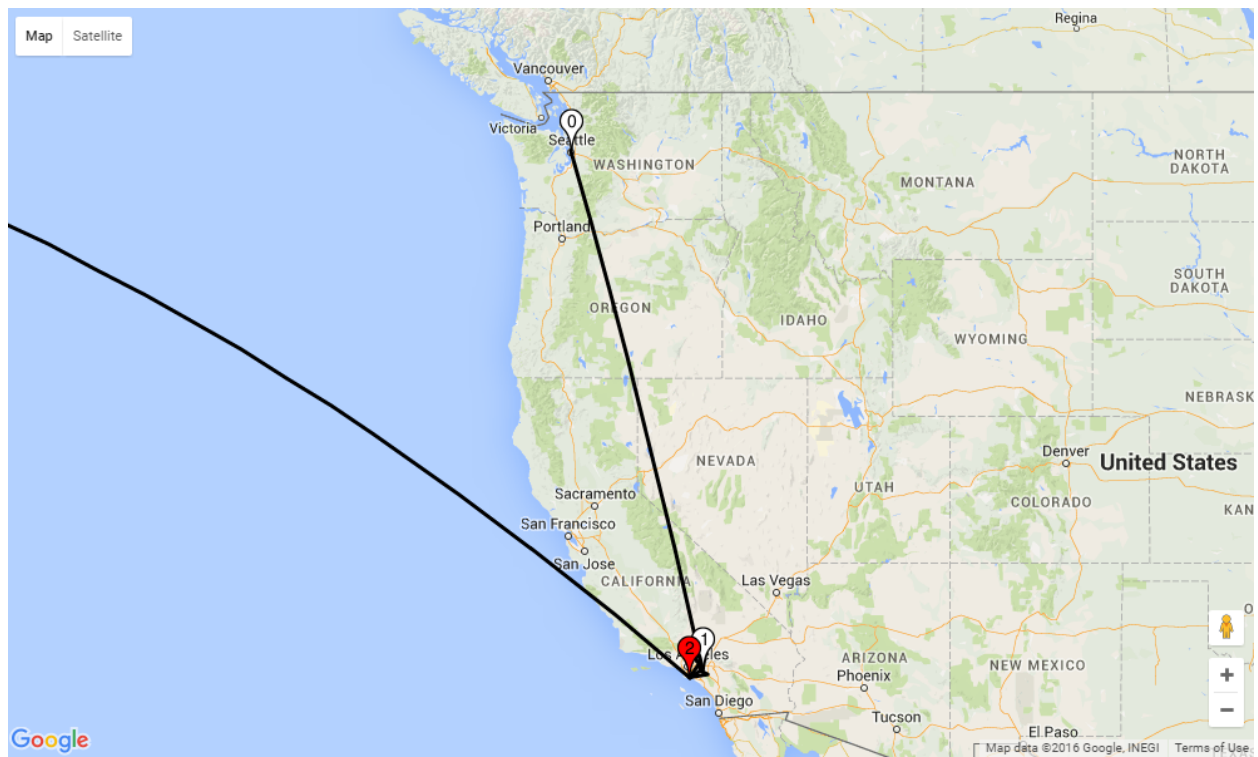 Map Satellite
Regina
Vancouver
Victoria
0
Seattle
WASHINGTON
NORTH
DAKOTA
MONTANA
Portland
SOUTH
DAKOTA
OREGON
IDAHO
WYOMING
NEBRASK
Denver
United States
NEVADA
UTAH
Sacramento
COLORADO
KAN
San Francisco
San Jose
CALIFORNIA
Las Vegas
O
1
2
Los Angeles
ARIZONA
NEW MEXICO
Phoenix
San Diego
Tucson
El Paso
Google
Map data ©2016 Google, INEGI Terms of Use